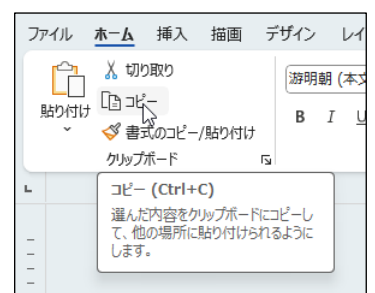 ファイル ホーム 挿入 描画 デザイン レイ
切り取り
コピー
貼り付け
書式のコピー/貼り付け
クリップボード
游明朝 (本文
B I U
コピー (Ctrl+C)
選んだ内容をクリップボードにコピーし
て、他の場所に貼り付けられるように
します。